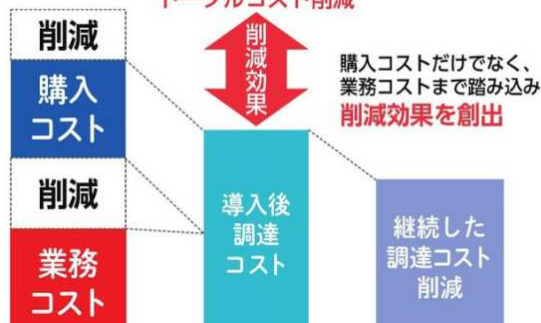 トータルコスト削減
削減
購入
コスト
削減
業務
コスト
削減
効果
導入後
調達
コスト
購入コストだけでなく、
業務コストまで踏み込み
削減効果を創出
継続した
調達コスト
削減